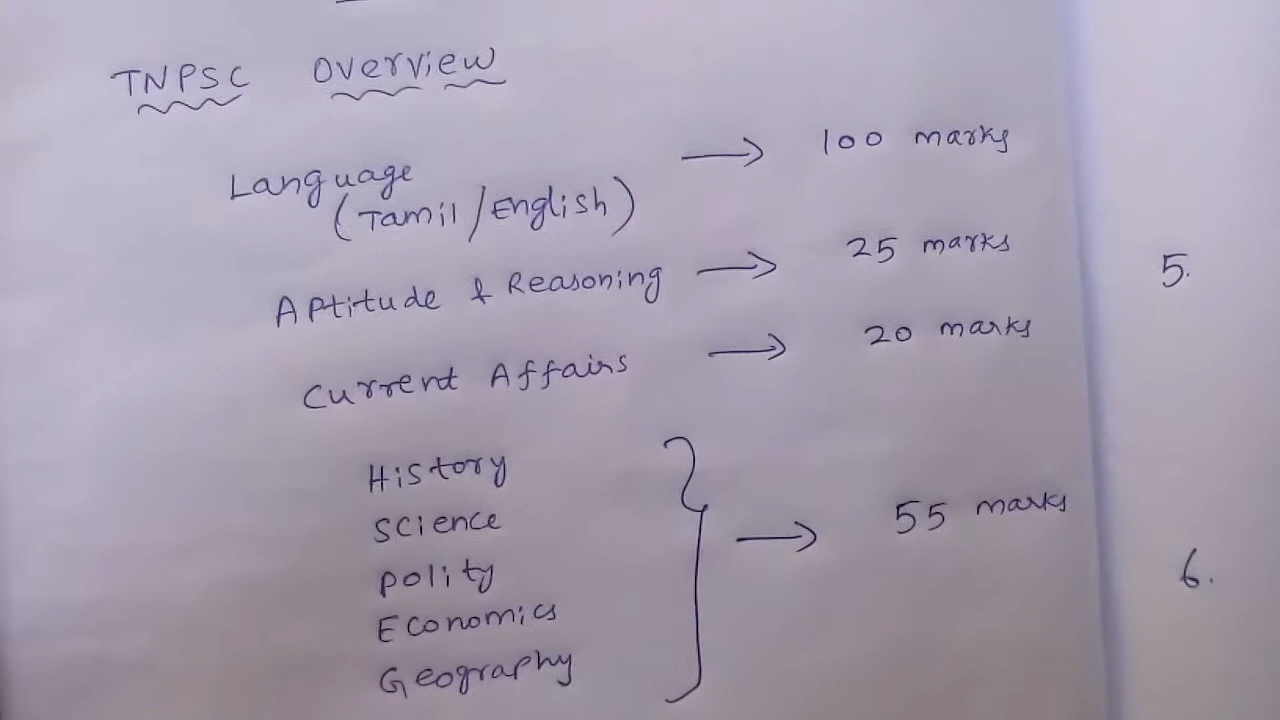 TNPSC Overview
Language → 100 marks
(Tamil/English)
Aptitude & Reasoning → 25 marks
5.
Current Affairs → 20 marks
History
Science
Polity → 55 marks
Economics
Geography
6.